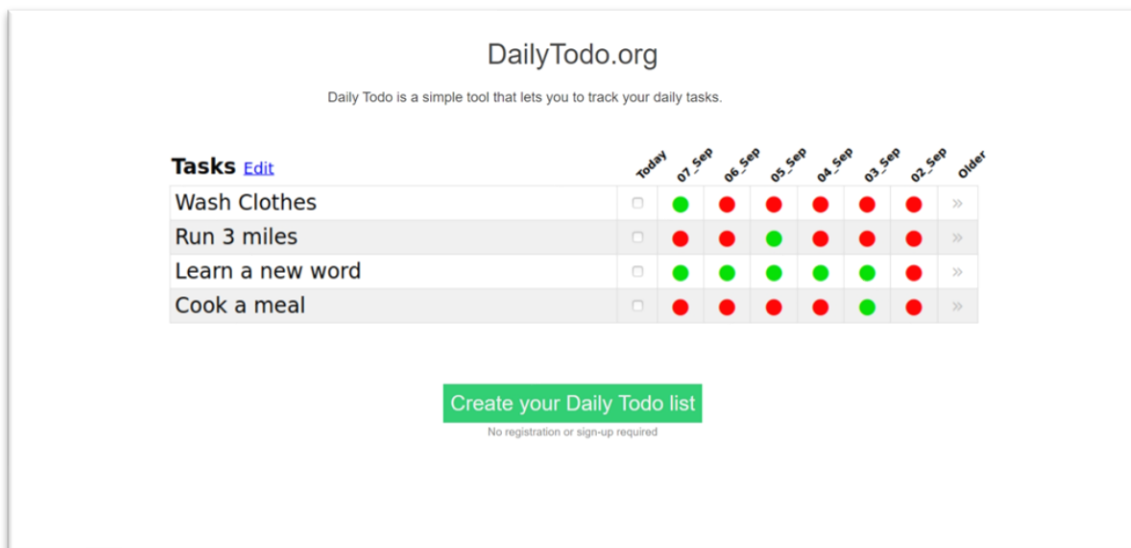 DailyTodo.org
Daily Todo is a simple tool that lets you to track your daily tasks.
Tasks Edit Today 07_Sep 06_Sep 05_Sep 04_Sep 03_Sep 02_Sep Older
Wash Clothes »
Run 3 miles »
Learn a new word »
Cook a meal »
Create your Daily Todo list
No registration or sign-up required